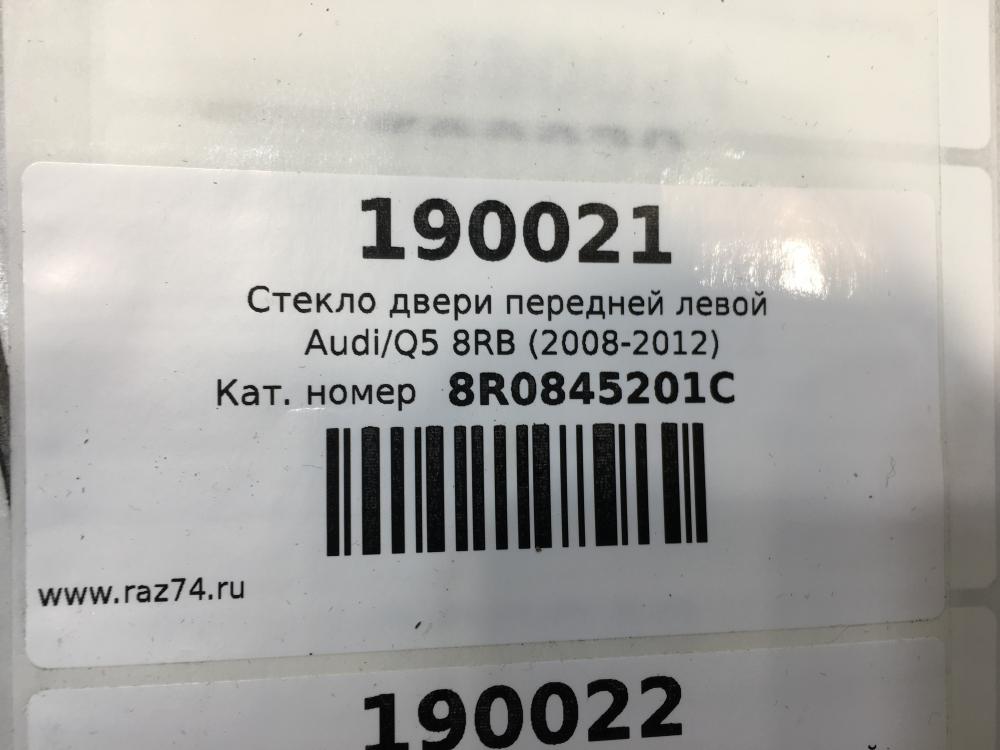 190021
Стекло двери передней левой
Audi/Q5 8RB (2008-2012)
Кат. номер 8R0845201C
www.raz74.ru
190022